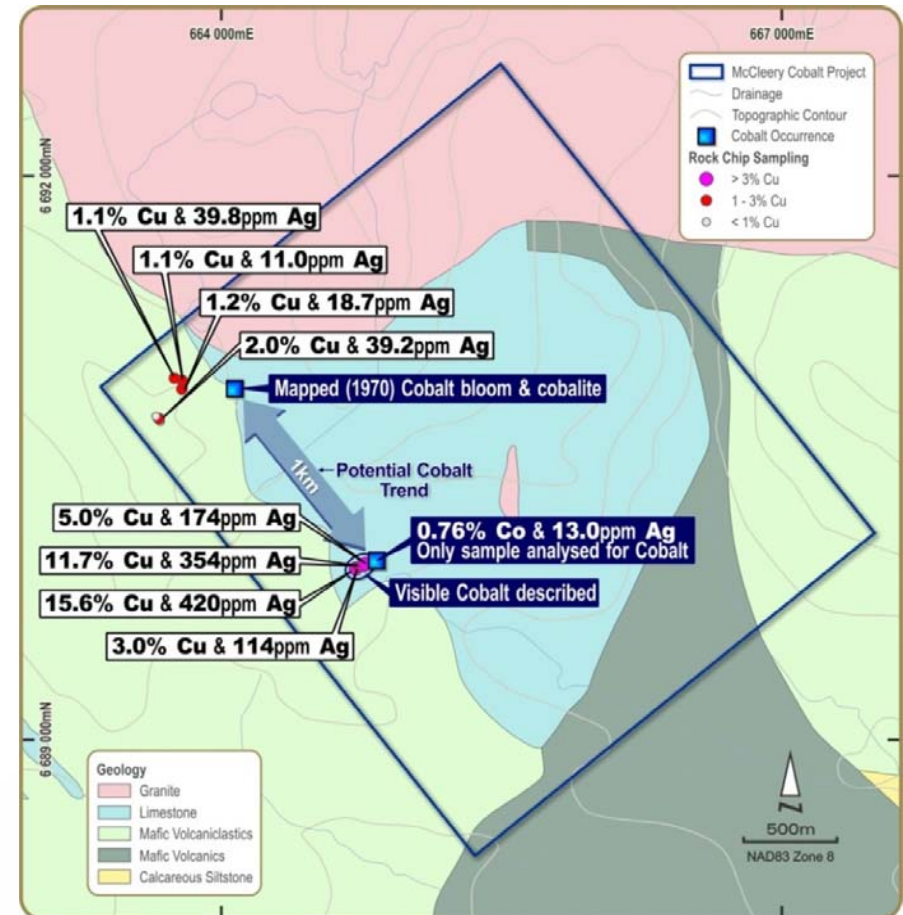 664 000mE
667 000mE
McCleery Cobalt Project
Drainage
Topographic Contour
Cobalt Occurrence
Rock Chip Sampling
> 3% Cu
1 - 3% Cu
< 1% Cu
6 692 000mN
1.1% Cu & 39.8ppm Ag
1.1% Cu & 11.0ppm Ag
1.2% Cu & 18.7ppm Ag
2.0% Cu & 39.2ppm Ag
Mapped (1970) Cobalt bloom & cobalite
1km
Potential Cobalt
Trend
5.0% Cu & 174ppm Ag
0.76% Co & 13.0ppm Ag
Only sample analysed for Cobalt
11.7% Cu & 354ppm Ag
Visible Cobalt described
15.6% Cu & 420ppm Ag
3.0% Cu & 114ppm Ag
6 689 000mN
Geology
Granite
Limestone
Mafic Volcaniclastics
Mafic Volcanics
Calcareous Siltstone
N
500m
NAD83 Zone 8